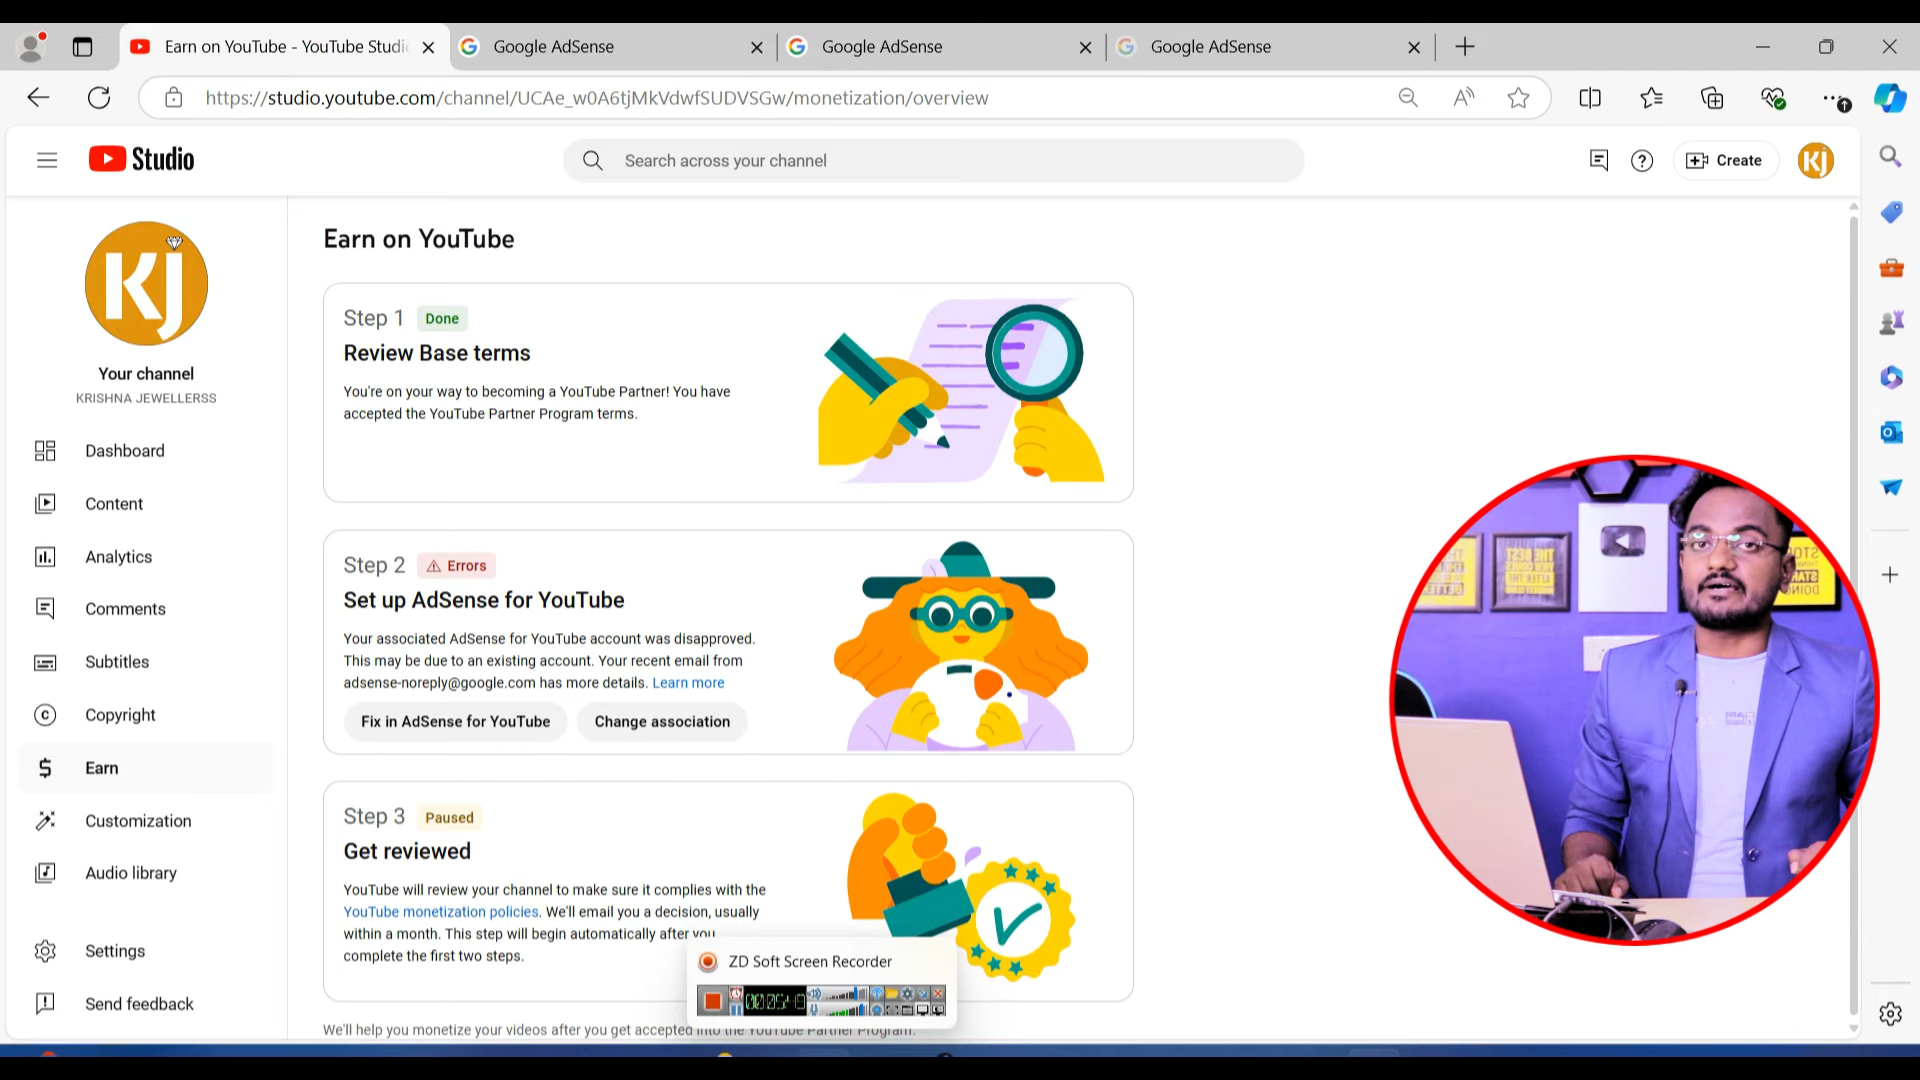 Earn on YouTube - YouTube Studi
Google AdSense
Google AdSense
Google AdSense
https://studio.youtube.com/channel/UCAe_w0A6tjMkVdwfSUDVSGw/monetization/overview
Studio
Search across your channel
Create
KJ
KJ
Your channel
KRISHNA JEWELLERSS
Dashboard
Content
Analytics
Comments
Subtitles
Copyright
Earn
Customization
Audio library
Settings
Send feedback
Earn on YouTube
Step 1 Done
Review Base terms
You're on your way to becoming a YouTube Partner! You have
accepted the YouTube Partner Program terms.
Step 2 Errors
Set up AdSense for YouTube
Your associated AdSense for YouTube account was disapproved.
This may be due to an existing account. Your recent email from
adsense-noreply@google.com has more details. Learn more
Fix in AdSense for YouTube
Change association
Step 3 Paused
Get reviewed
YouTube will review your channel to make sure it complies with the
YouTube monetization policies. We'll email you a decision, usually
within a month. This step will begin automatically after you
complete the first two steps.
We'll help you monetize your videos after you get accepted into the YouTube Partner Program.
ZD Soft Screen Recorder